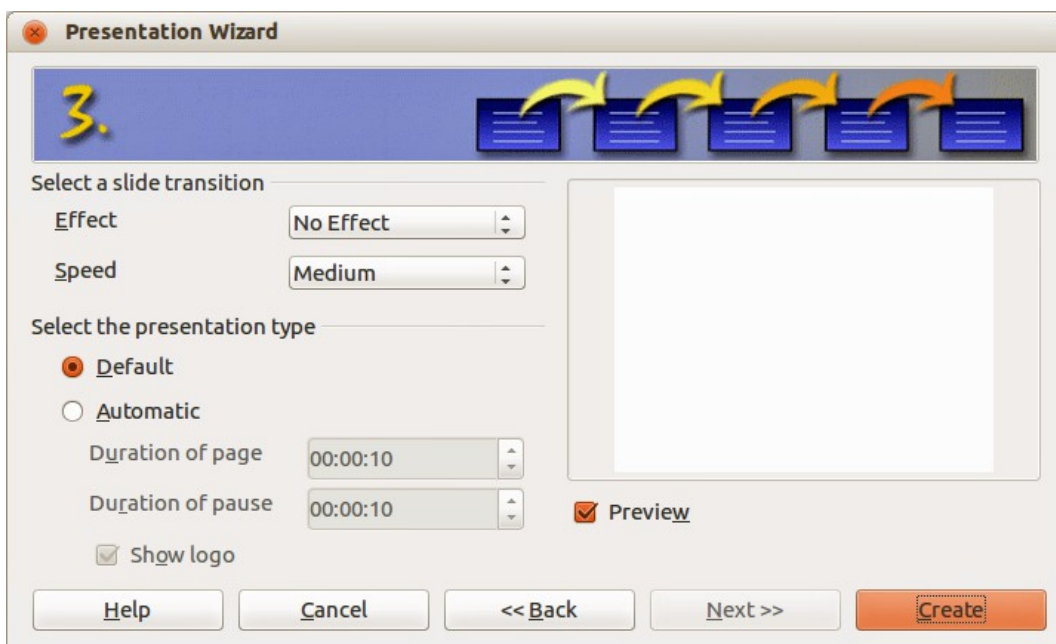 Presentation Wizard
3.
Select a slide transition
Effect
No Effect
Speed
Medium
Select the presentation type
Default
Automatic
Duration of page
00:00:10
Duration of pause
00:00:10
Show logo
Preview
Help
Cancel
<< Back
Next >>
Create